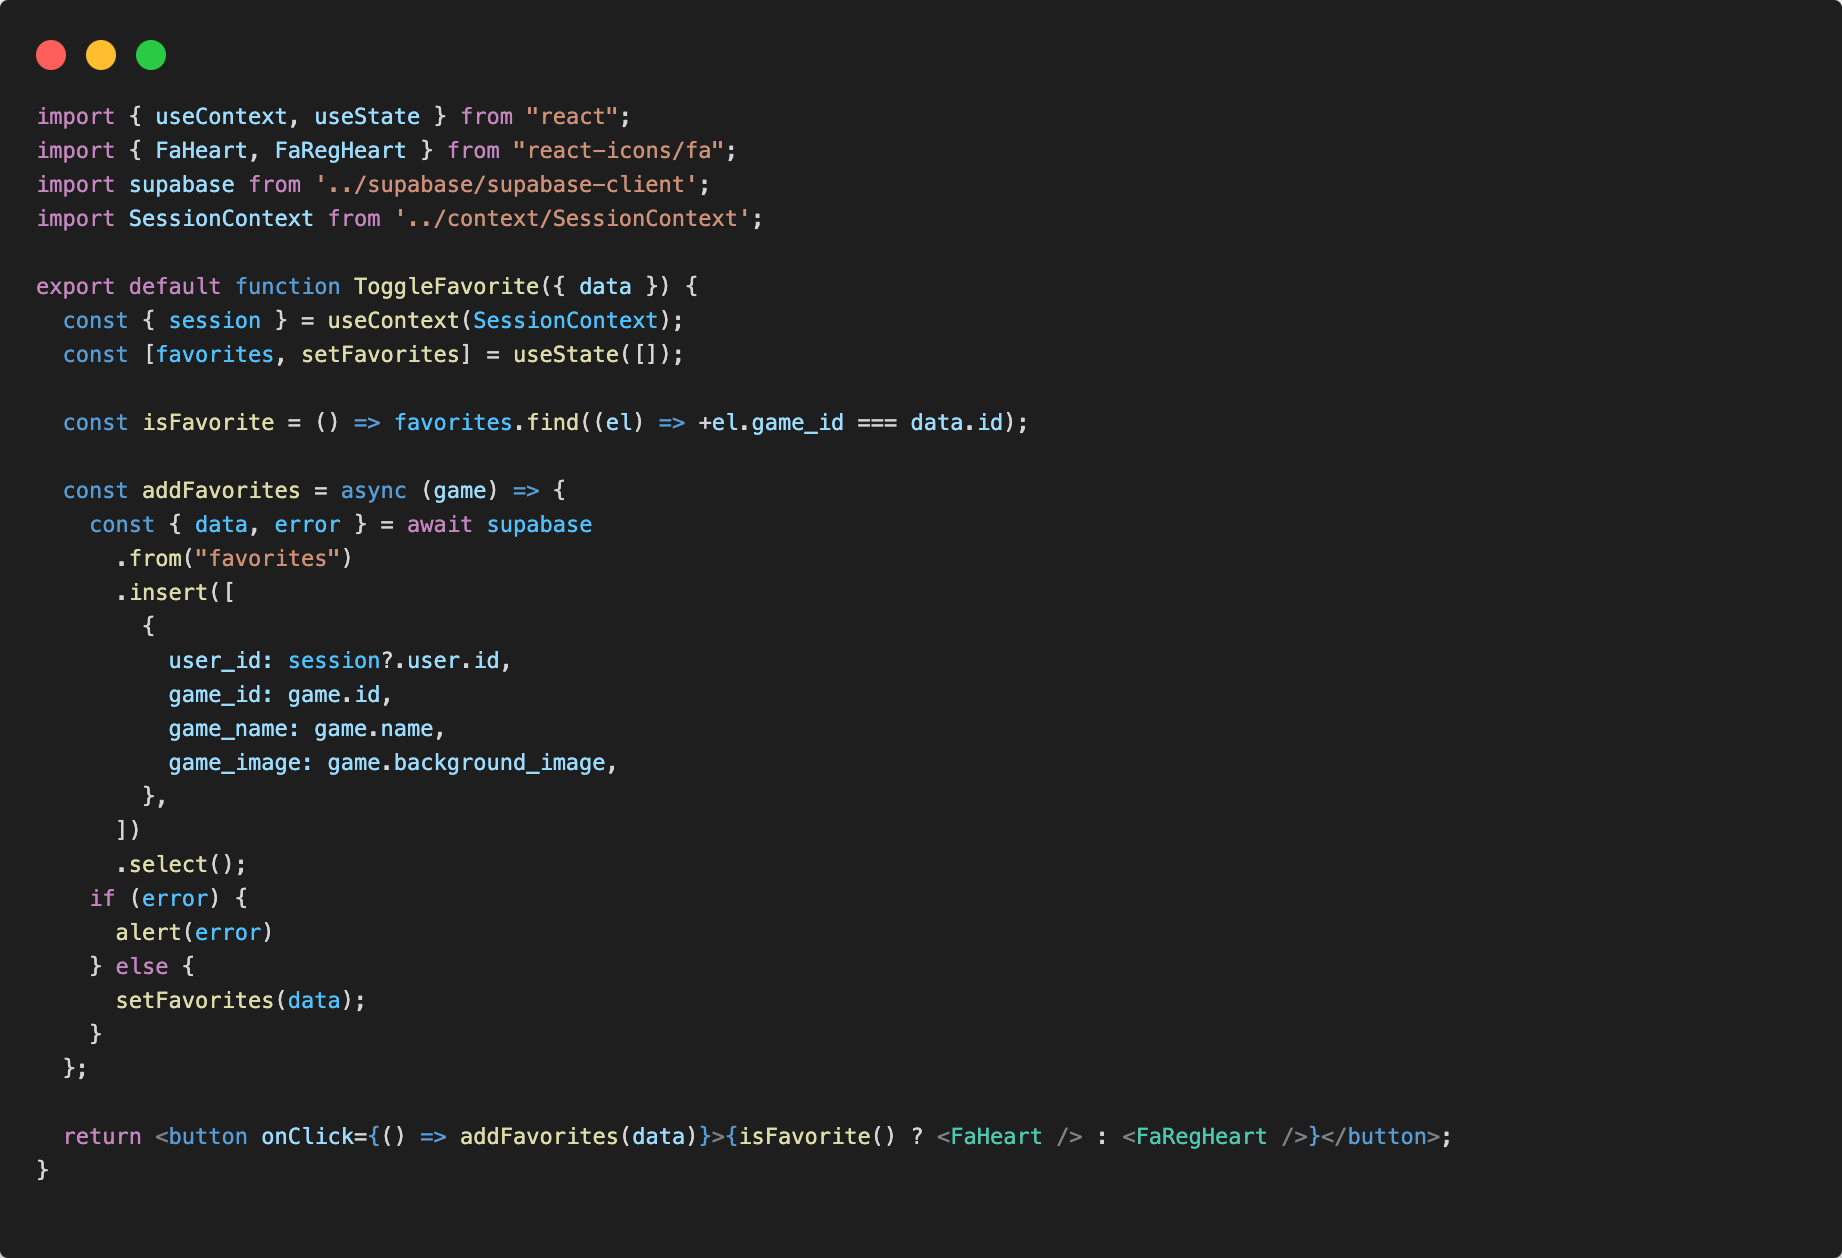 import { useContext, useState } from "react";
import { FaHeart, FaRegHeart } from "react-icons/fa";
import supabase from '../supabase/supabase-client';
import SessionContext from '../context/SessionContext';

export default function ToggleFavorite({ data }) {
  const { session } = useContext(SessionContext);
  const [favorites, setFavorites] = useState([]);

  const isFavorite = () => favorites.find((el) => +el.game_id === data.id);

  const addFavorites = async (game) => {
    const { data, error } = await supabase
      .from("favorites")
      .insert([
        {
          user_id: session?.user.id,
          game_id: game.id,
          game_name: game.name,
          game_image: game.background_image,
        },
      ])
      .select();
    if (error) {
      alert(error)
    } else {
      setFavorites(data);
    }
  };

  return <button onClick={() => addFavorites(data)}>{isFavorite() ? <FaHeart /> : <FaRegHeart />}</button>;
}